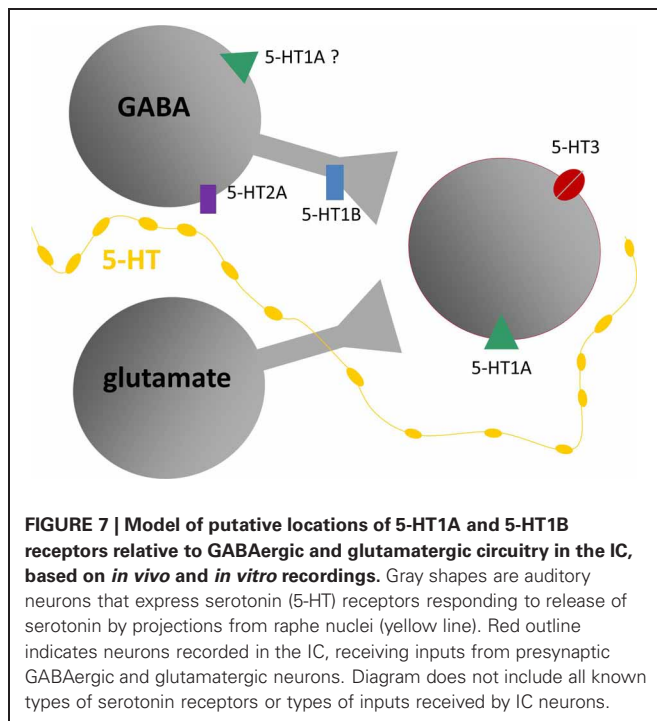 5-HT1A ?
GABA
5-HT3
5-HT2A
5-HT1B
5-HT
glutamate
5-HT1A
FIGURE 7 | Model of putative locations of 5-HT1A and 5-HT1B
receptors relative to GABAergic and glutamatergic circuitry in the IC,
based on in vivo and in vitro recordings. Gray shapes are auditory
neurons that express serotonin (5-HT) receptors responding to release of
serotonin by projections from raphe nuclei (yellow line). Red outline
indicates neurons recorded in the IC, receiving inputs from presynaptic
GABAergic and glutamatergic neurons. Diagram does not include all known
types of serotonin receptors or types of inputs received by IC neurons.